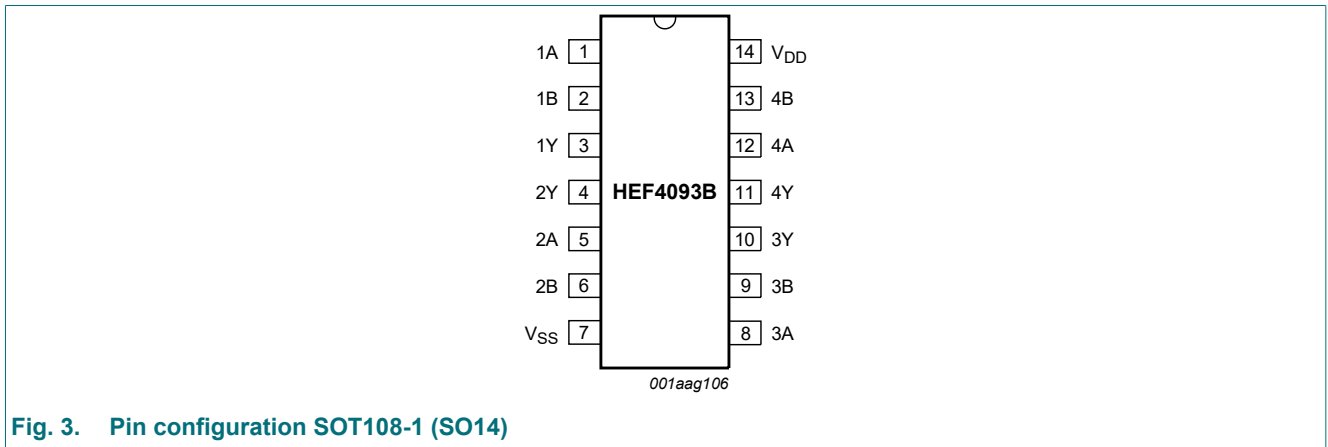 1A 1 14 VDD
1B 2 13 4B
1Y 3 12 4A
2Y 4 HEF4093B 11 4Y
2A 5 10 3Y
2B 6 9 3B
VSS 7 8 3A
001aag106
Fig. 3. Pin configuration SOT108-1 (SO14)